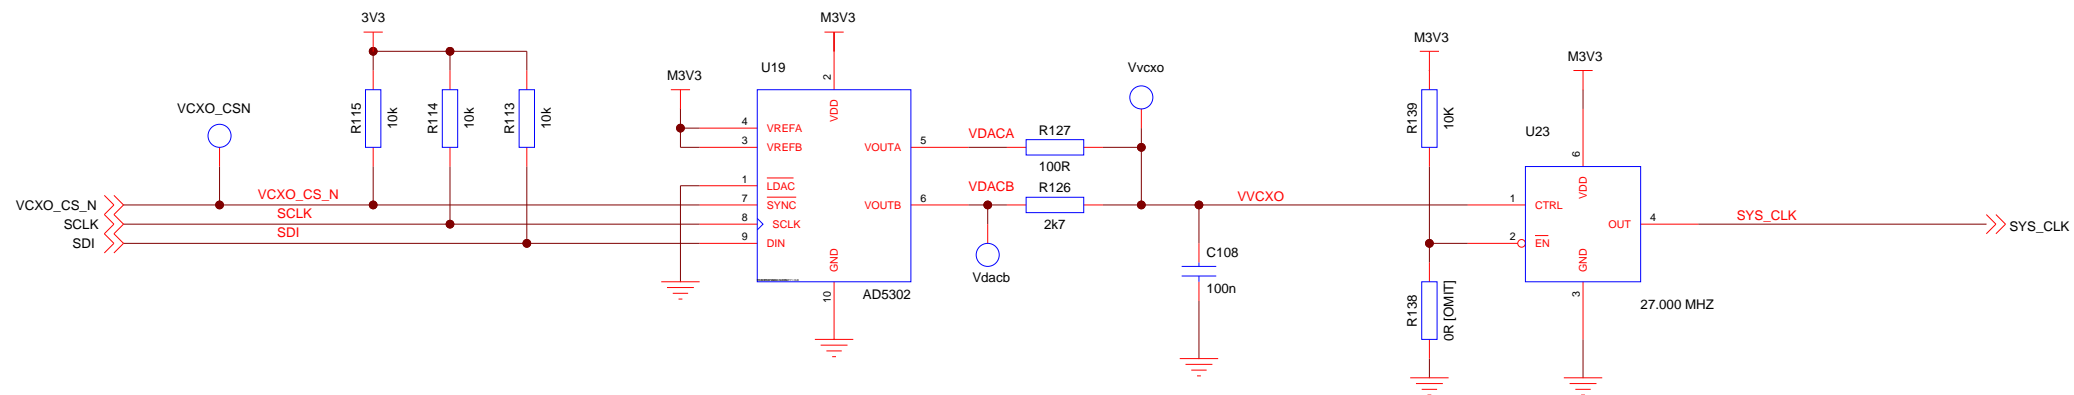 3V3
M3V3
M3V3
M3V3
M3V3
U19
Vvcxo
VCXO_CSN
R115
10k
R114
10k
R113
10k
2
VDD
4
VREFA
3
VREFB
1
LDAC
7
SYNC
8
SCLK
9
DIN
GND
10
VOUTA
5
VOUTB
6
AD5302
VCXO_CS_N
SCLK
SDI
VCXO_CS_N
SCLK
SDI
VDACA
R127
100R
VDACB
R126
2k7
Vdacb
VVCXO
C108
100n
R139
10K
R138
0R [OMIT]
U23
6
VDD
1
CTRL
2
EN
GND
3
OUT
4
27.000 MHZ
SYS_CLK
SYS_CLK